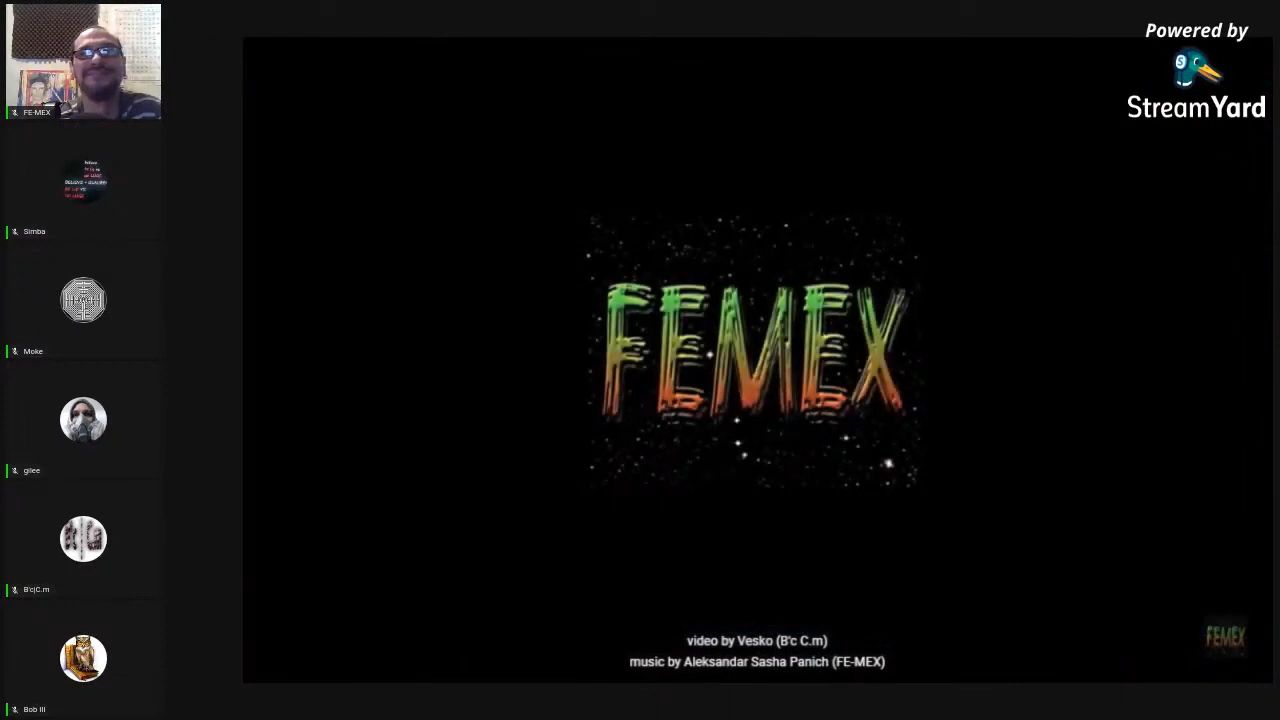 Powered by
StreamYard
FE-MEX
Simba
Moke
gllee
B'c|C.m
Bob III
FEMEX
video by Vesko (B'c C.m)
music by Aleksandar Sasha Panich (FE-MEX)
FEMEX